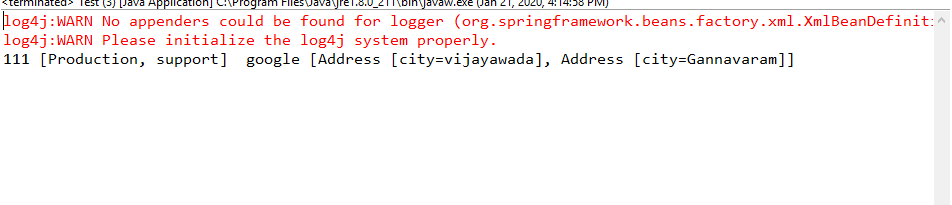 <terminated> Test (3) [Java Application] C:\Program Files\Java\jre1.8.0_211\bin\javaw.exe (Jan 21, 2020, 4:14:58 PM)
log4j:WARN No appenders could be found for logger (org.springframework.beans.factory.xml.XmlBeanDefiniti
log4j:WARN Please initialize the log4j system properly.
111 [Production, support]  google [Address [city=vijayawada], Address [city=Gannavaram]]